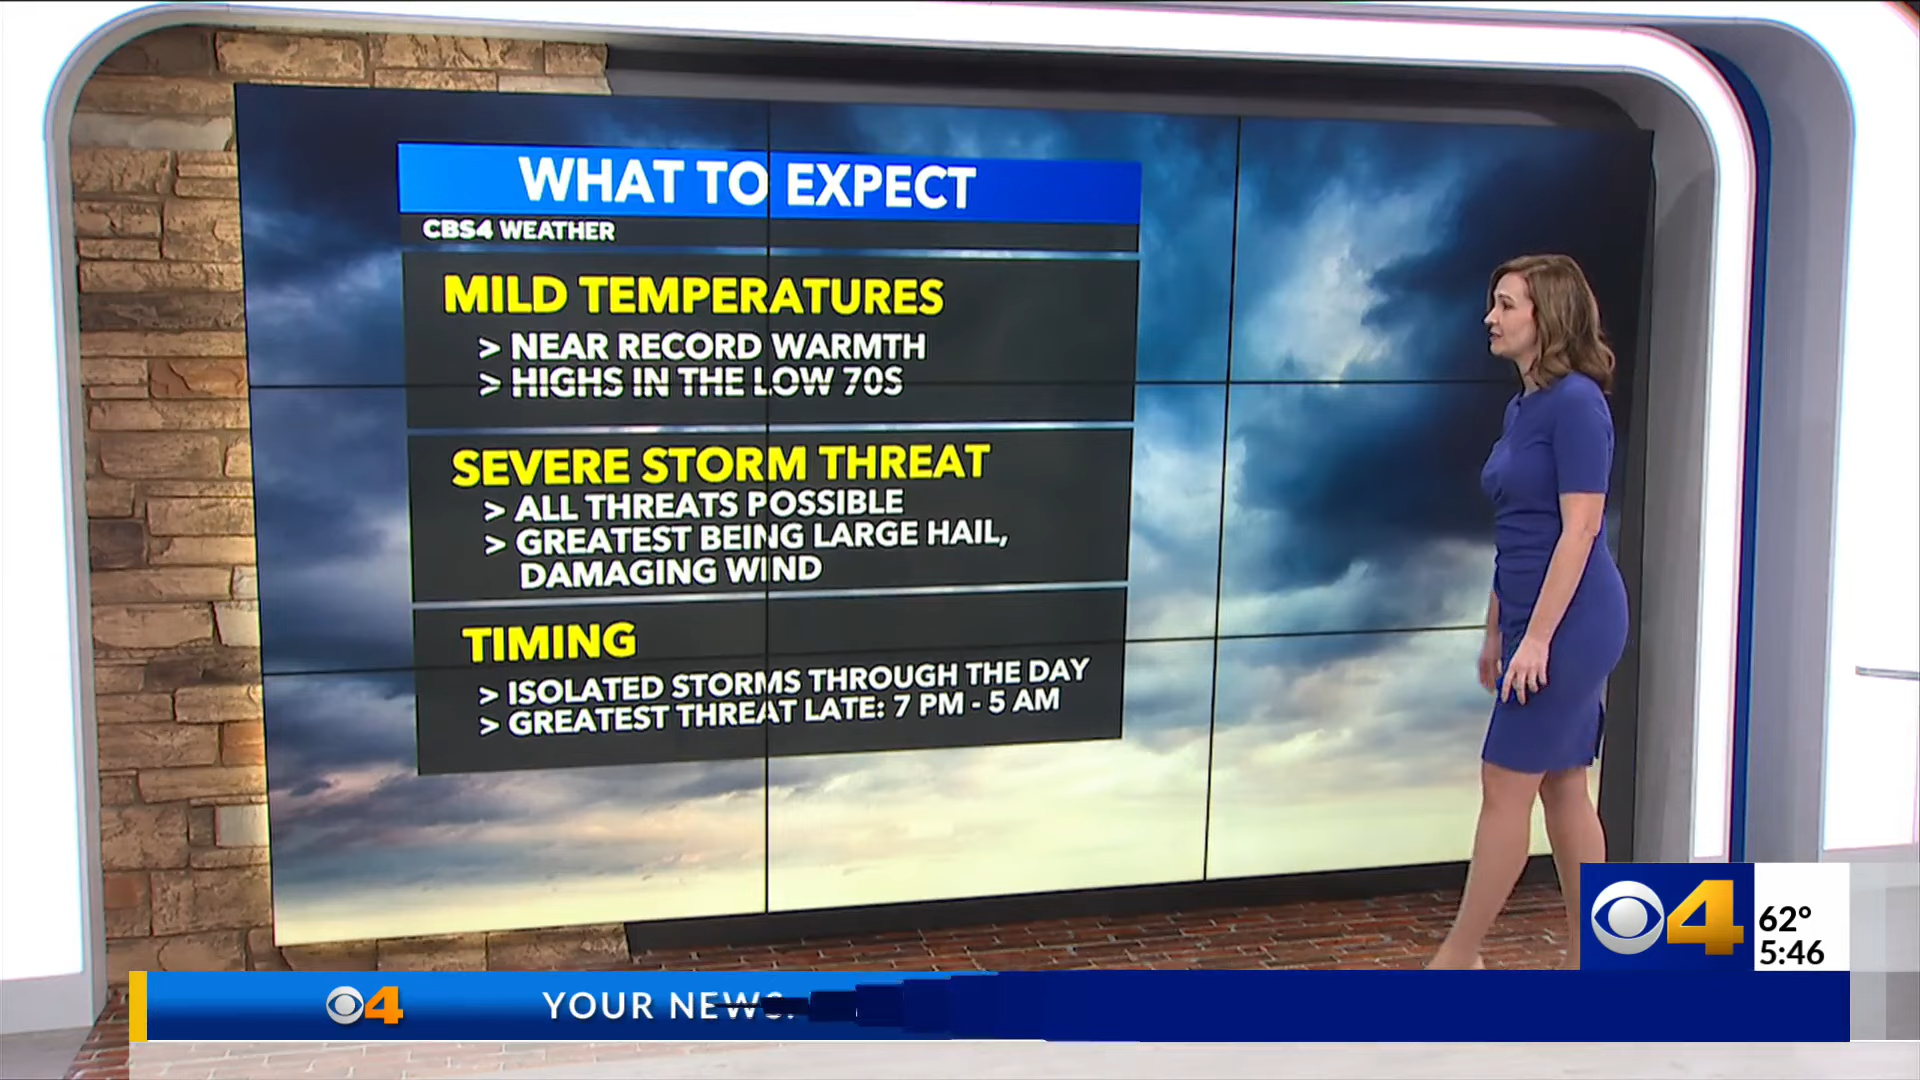 WHAT TO EXPECT
CBS4 WEATHER
MILD TEMPERATURES
> NEAR RECORD WARMTH
> HIGHS IN THE LOW 70S
SEVERE STORM THREAT
> ALL THREATS POSSIBLE
> GREATEST BEING LARGE HAIL,
DAMAGING WIND
TIMING
> ISOLATED STORMS THROUGH THE DAY
> GREATEST THREAT LATE: 7 PM - 5 AM
4
62°
5:46
4
YOUR NEWS.